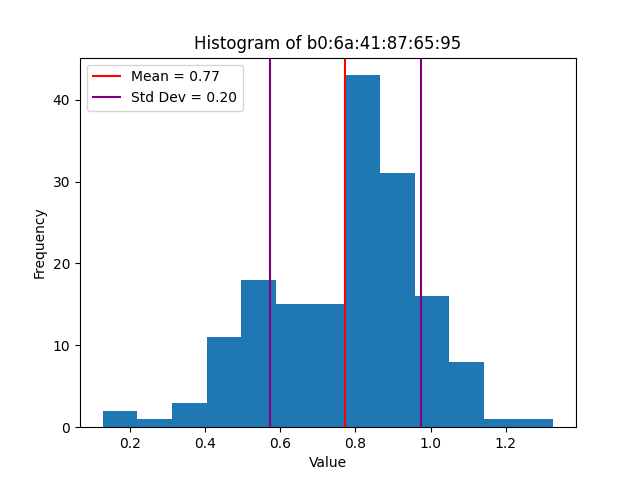 Histogram of b0:6a:41:87:65:95
Mean = 0.77
Std Dev = 0.20
Frequency
40
30
20
10
0
0.2 0.4 0.6 0.8 1.0 1.2
Value